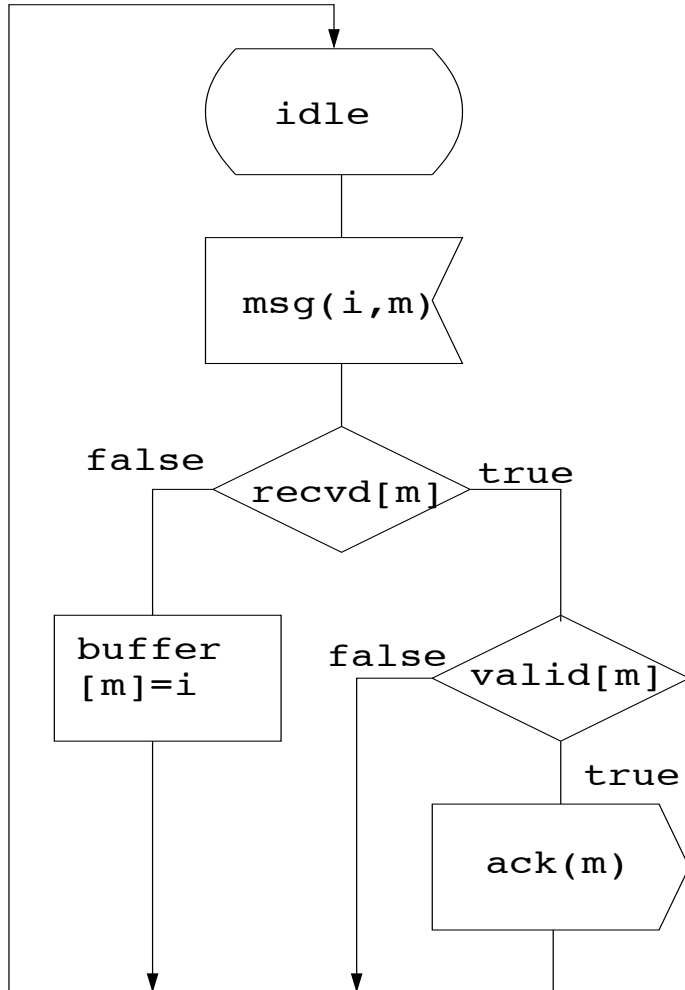 idle
msg(i,m)
false
true
recvd[m]
buffer
[m]=i
false
valid[m]
true
ack(m)